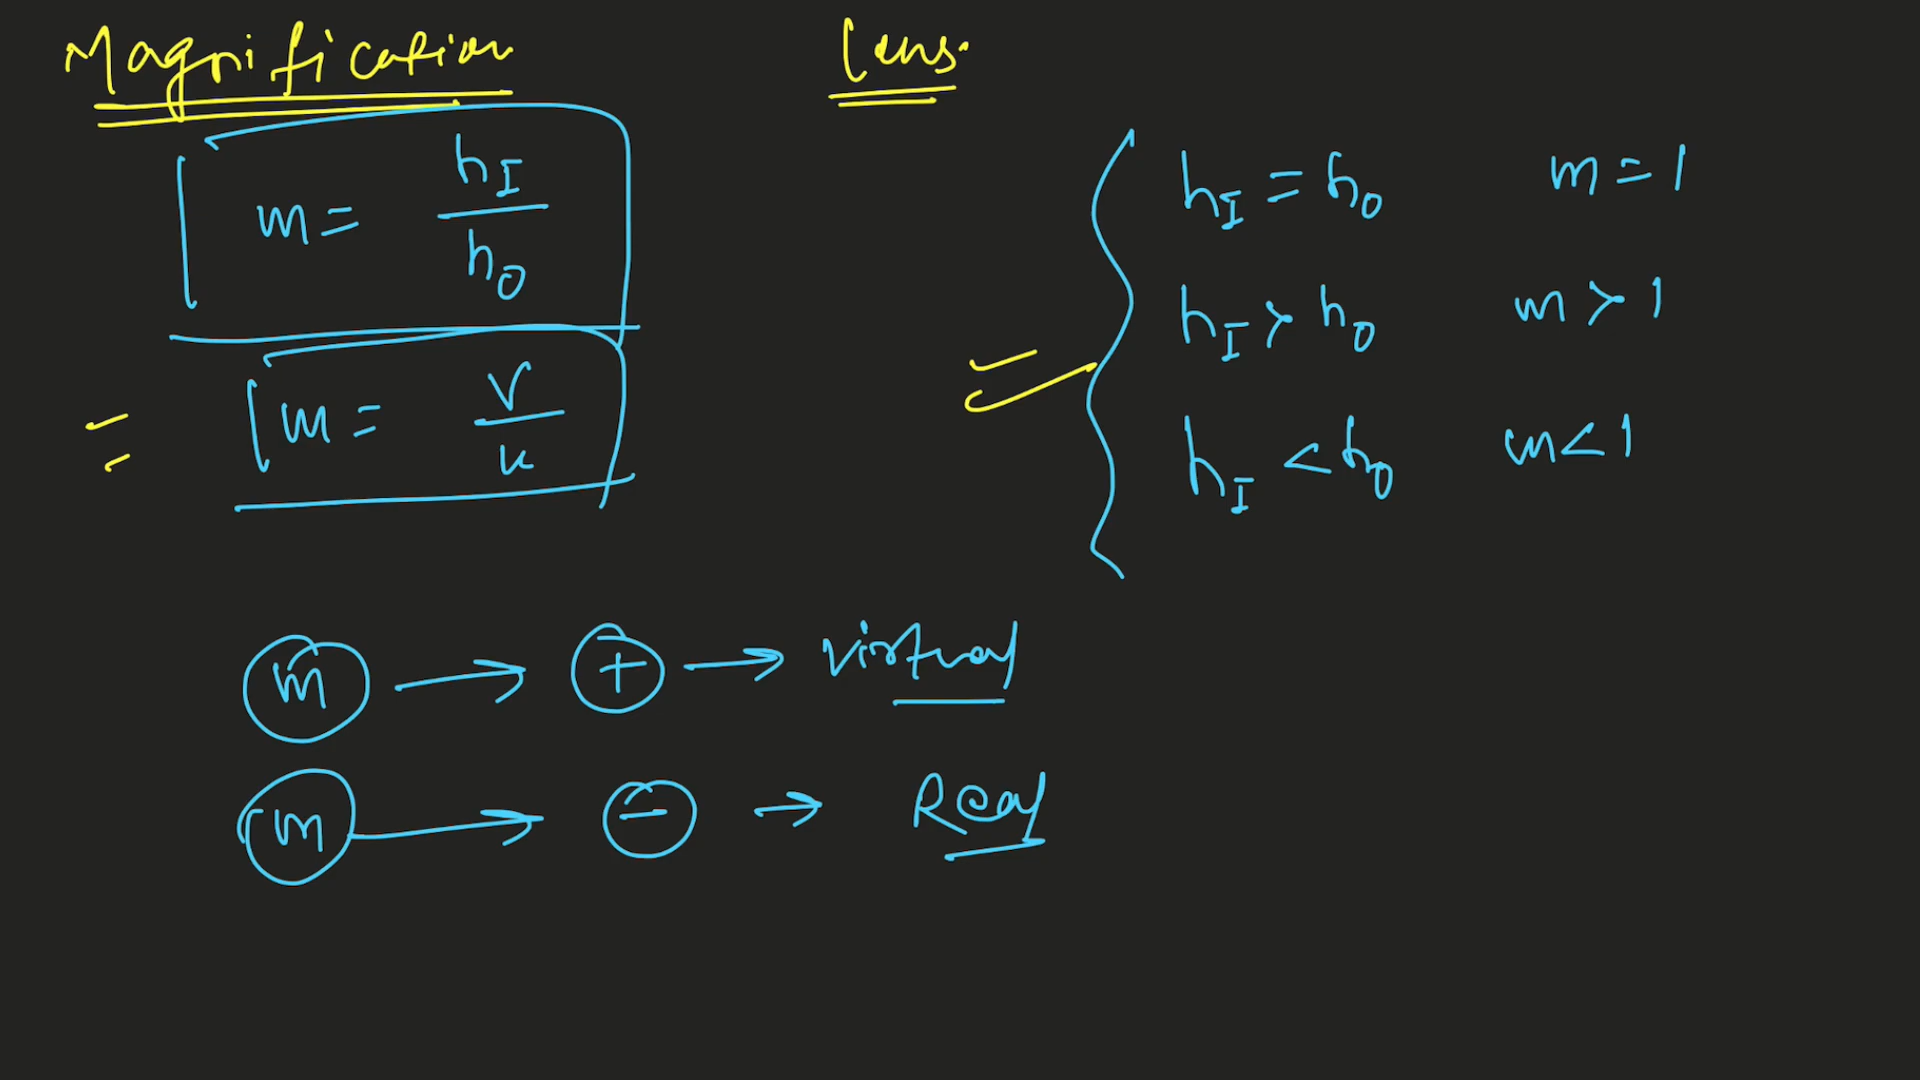 Magnification
Lens.
m = hI / hO
m = v / u
hI = hO m = 1
hI > hO m > 1
hI < hO m < 1
m → + → Virtual
m → − → Real